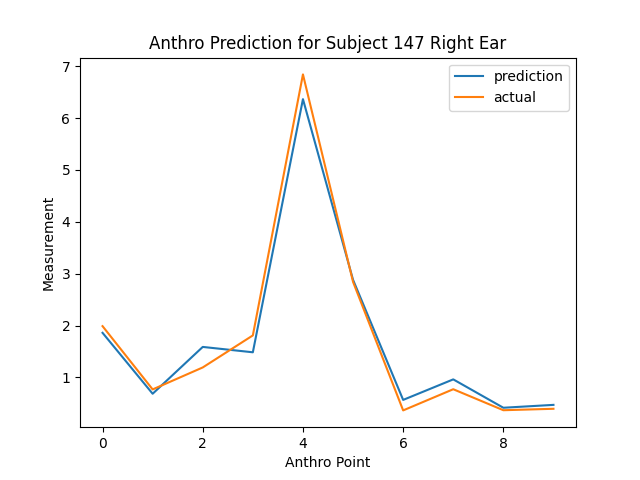 Anthro Prediction for Subject 147 Right Ear
prediction
actual
7
6
5
4
3
2
1
Measurement
0 2 4 6 8
Anthro Point